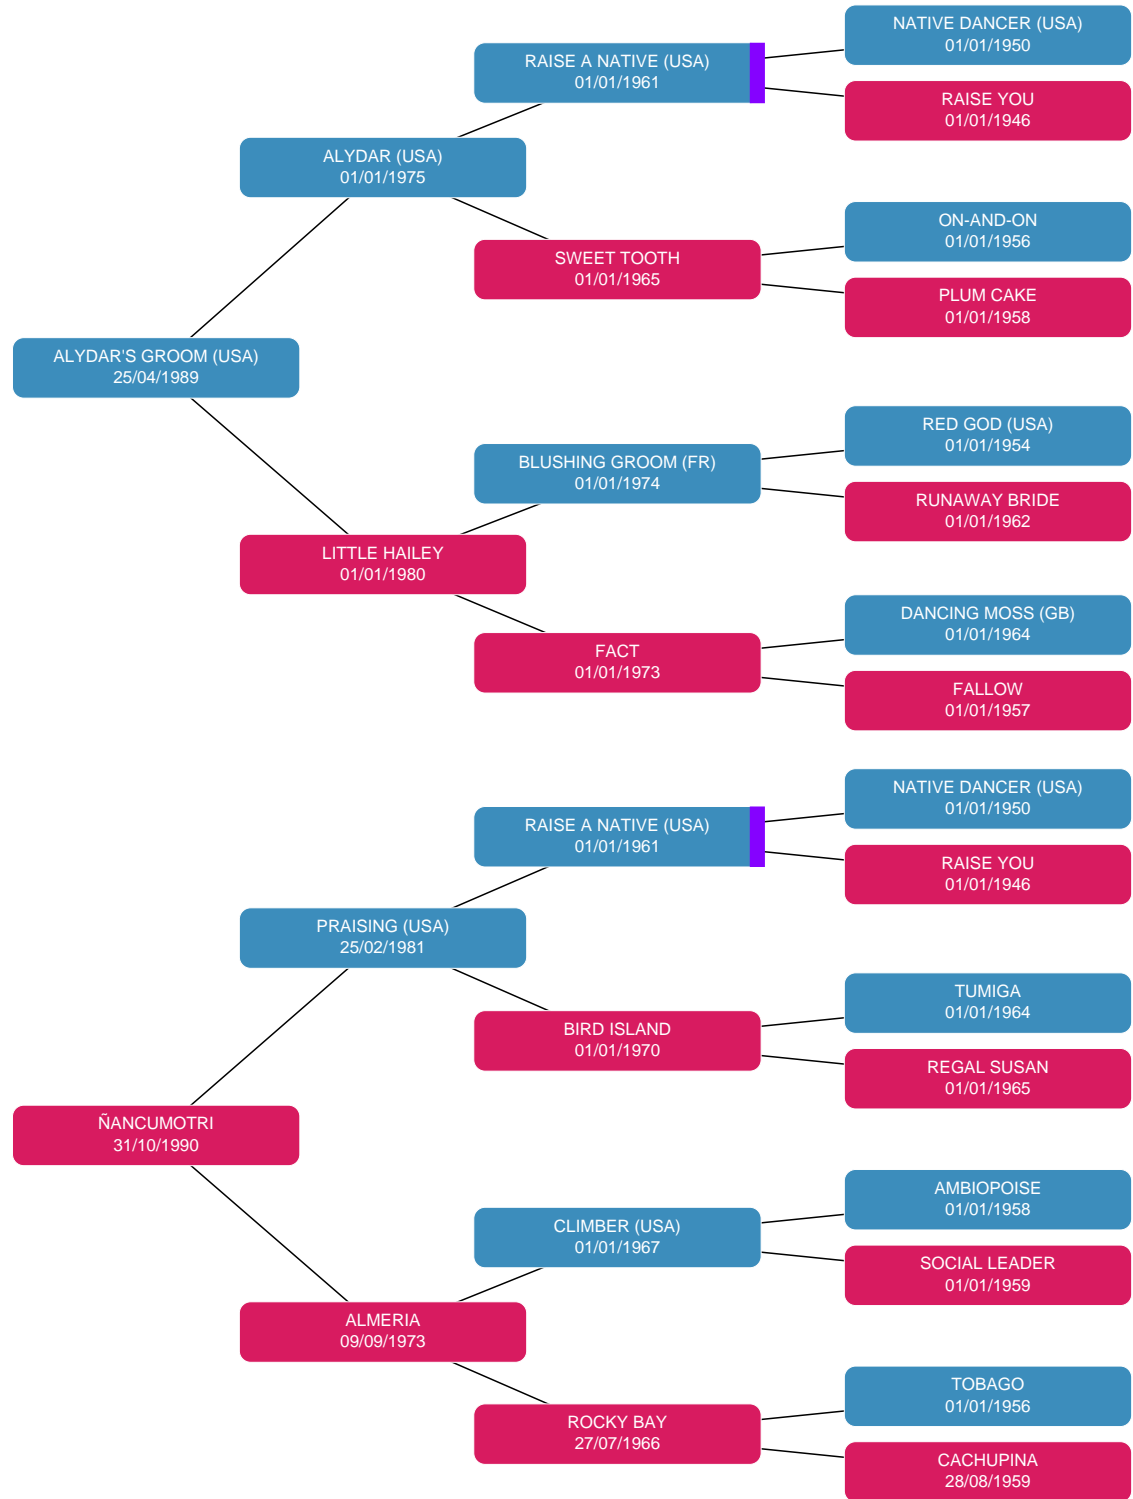 NATIVE DANCER (USA)
01/01/1950
RAISE A NATIVE (USA)
01/01/1961
RAISE YOU
01/01/1946
ALYDAR (USA)
01/01/1975
ON-AND-ON
01/01/1956
SWEET TOOTH
01/01/1965
PLUM CAKE
01/01/1958
ALYDAR'S GROOM (USA)
25/04/1989
RED GOD (USA)
01/01/1954
BLUSHING GROOM (FR)
01/01/1974
RUNAWAY BRIDE
01/01/1962
LITTLE HAILEY
01/01/1980
DANCING MOSS (GB)
01/01/1964
FACT
01/01/1973
FALLOW
01/01/1957
NATIVE DANCER (USA)
01/01/1950
RAISE A NATIVE (USA)
01/01/1961
RAISE YOU
01/01/1946
PRAISING (USA)
25/02/1981
TUMIGA
01/01/1964
BIRD ISLAND
01/01/1970
REGAL SUSAN
01/01/1965
ÑANCUMOTRI
31/10/1990
AMBIOPOISE
01/01/1958
CLIMBER (USA)
01/01/1967
SOCIAL LEADER
01/01/1959
ALMERIA
09/09/1973
TOBAGO
01/01/1956
ROCKY BAY
27/07/1966
CACHUPINA
28/08/1959